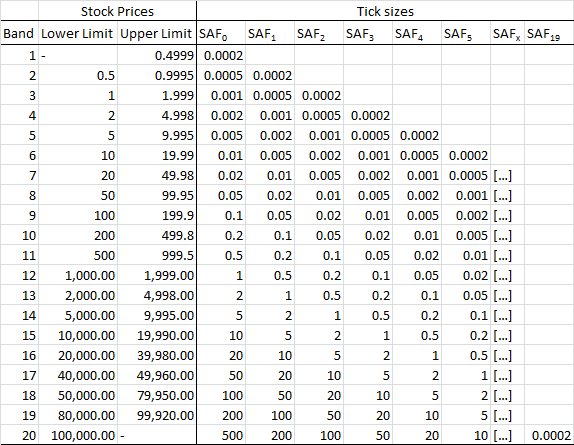 Stock Prices Tick sizes
Band Lower Limit Upper Limit SAF0 SAF1 SAF2 SAF3 SAF4 SAF5 SAFx SAF19
1 - 0.4999 0.0002
2 0.5 0.9995 0.0005 0.0002
3 1 1.999 0.001 0.0005 0.0002
4 2 4.998 0.002 0.001 0.0005 0.0002
5 5 9.995 0.005 0.002 0.001 0.0005 0.0002
6 10 19.99 0.01 0.005 0.002 0.001 0.0005 0.0002
7 20 49.98 0.02 0.01 0.005 0.002 0.001 0.0005 [...]
8 50 99.95 0.05 0.02 0.01 0.005 0.002 0.001 [...]
9 100 199.9 0.1 0.05 0.02 0.01 0.005 0.002 [...]
10 200 499.8 0.2 0.1 0.05 0.02 0.01 0.005 [...]
11 500 999.5 0.5 0.2 0.1 0.05 0.02 0.01 [...]
12 1,000.00 1,999.00 1 0.5 0.2 0.1 0.05 0.02 [...]
13 2,000.00 4,998.00 2 1 0.5 0.2 0.1 0.05 [...]
14 5,000.00 9,995.00 5 2 1 0.5 0.2 0.1 [...]
15 10,000.00 19,990.00 10 5 2 1 0.5 0.2 [...]
16 20,000.00 39,980.00 20 10 5 2 1 0.5 [...]
17 40,000.00 49,960.00 50 20 10 5 2 1 [...]
18 50,000.00 79,950.00 100 50 20 10 5 2 [...]
19 80,000.00 99,920.00 200 100 50 20 10 5 [...]
20 100,000.00 - 500 200 100 50 20 10 [...] 0.0002